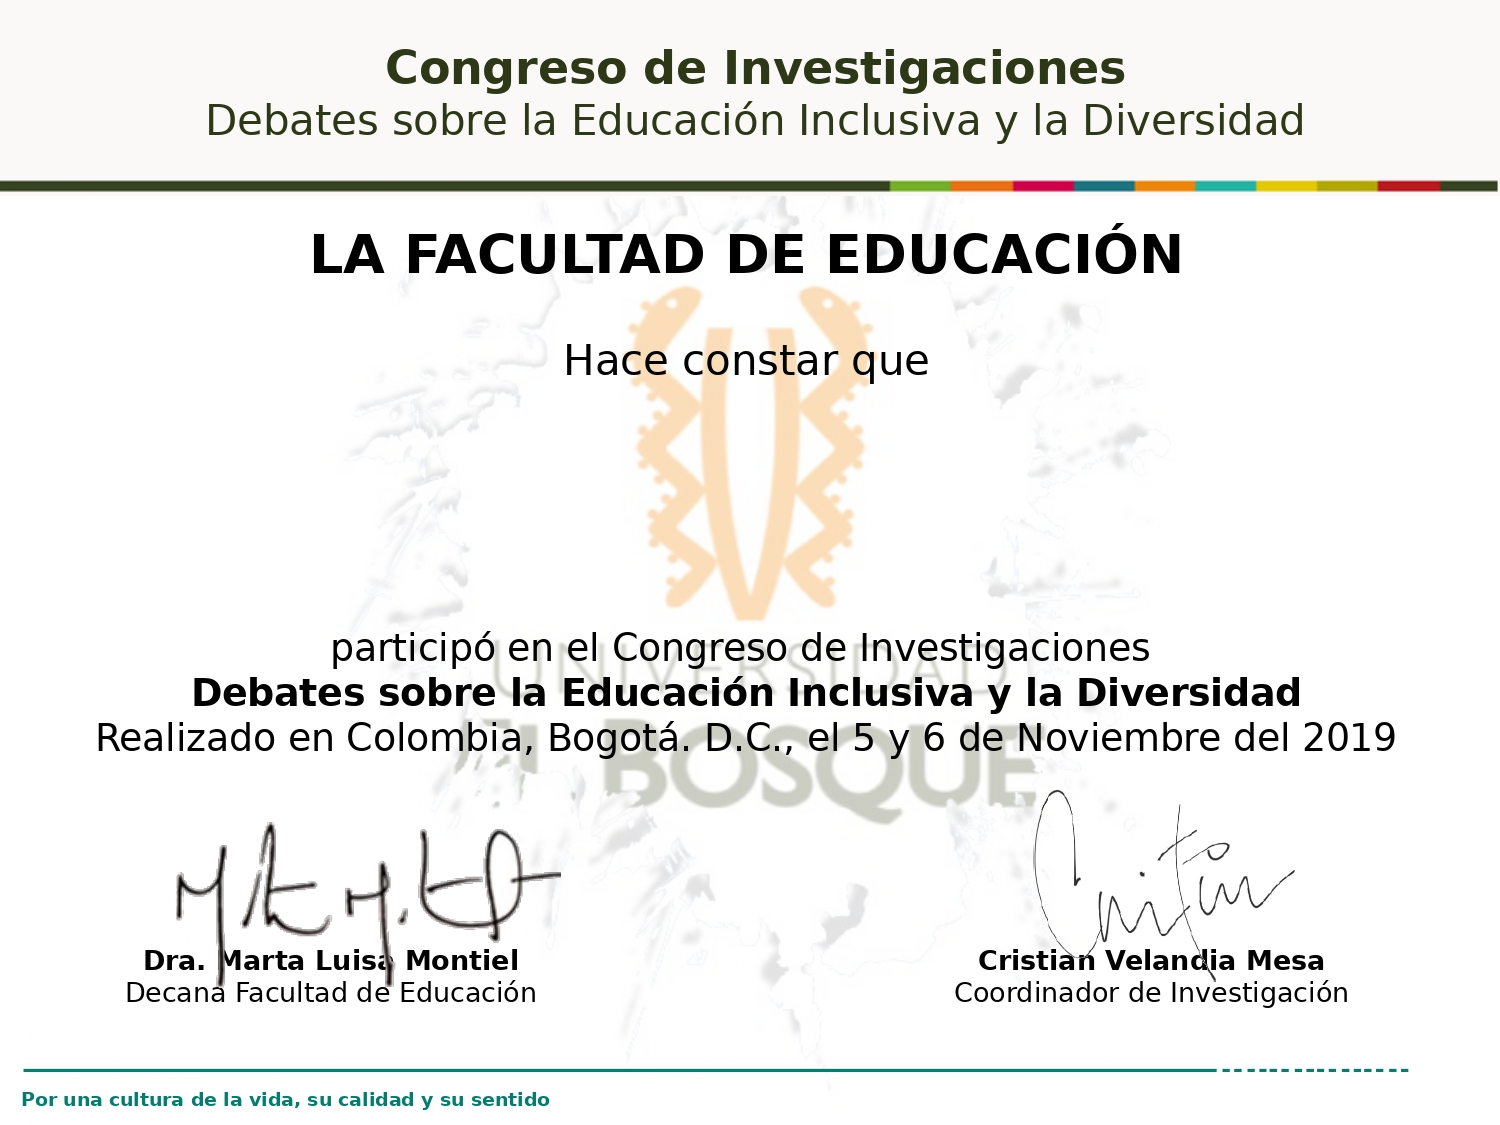 Congreso de Investigaciones
Debates sobre la Educación Inclusiva y la Diversidad
LA FACULTAD DE EDUCACIÓN
Hace constar que
participó en el Congreso de Investigaciones
UNIVERSIDAD
Debates sobre la Educación Inclusiva y la Diversidad
Realizado en Colombia, Bogotá. D.C., el 5 y 6 de Noviembre del 2019
EL BOSQUE
Dra. Marta Luisa Montiel
Decana Facultad de Educación
Cristian Velandia Mesa
Coordinador de Investigación
Por una cultura de la vida, su calidad y su sentido